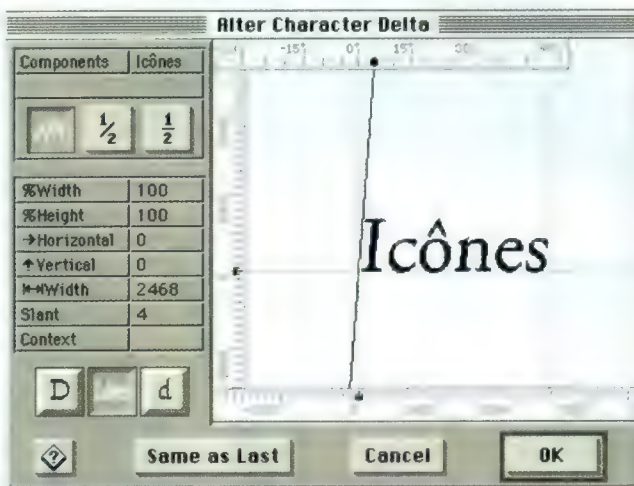 Alter Character Delta
Components Icônes
1/2 1/2
%Width 100
%Height 100
→Horizontal 0
↑Vertical 0
Width 2468
Slant 4
Context
-15° 0° 15°
Icônes
D d
Same as Last Cancel OK